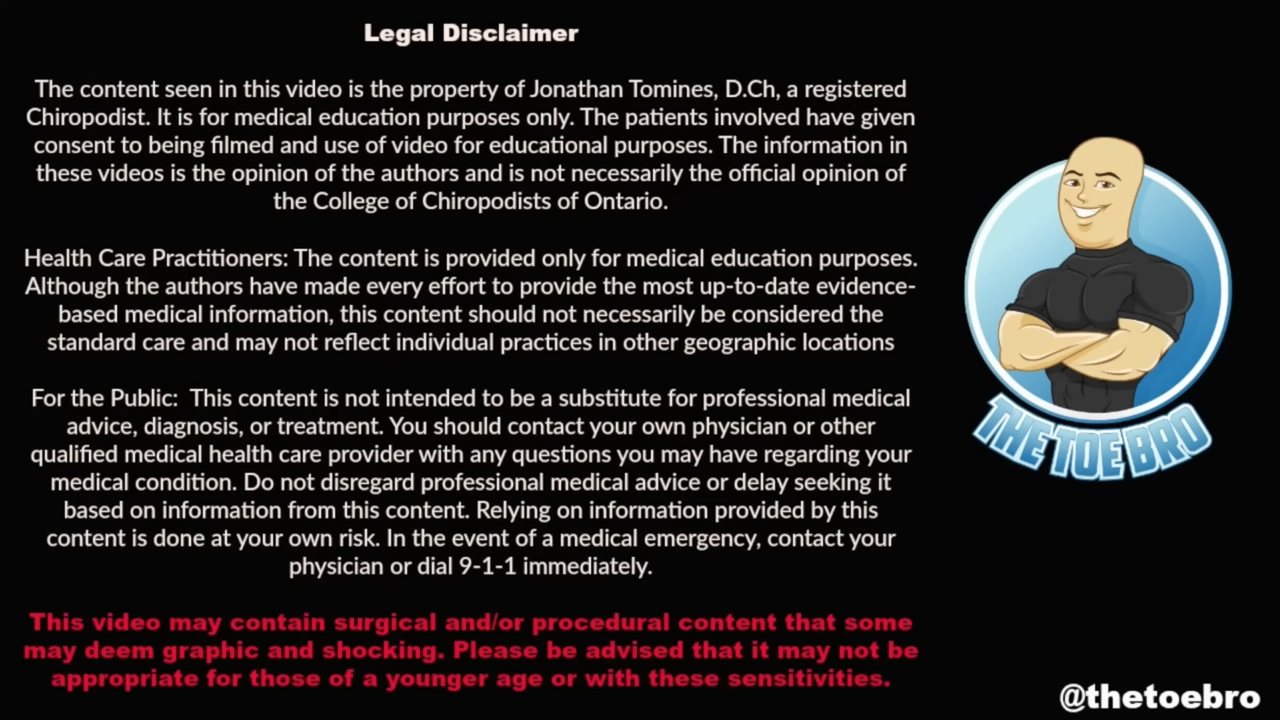 Legal Disclaimer
The content seen in this video is the property of Jonathan Tomines, D.Ch, a registered
Chiropodist. It is for medical education purposes only. The patients involved have given
consent to being filmed and use of video for educational purposes. The information in
these videos is the opinion of the authors and is not necessarily the official opinion of
the College of Chiropodists of Ontario.
Health Care Practitioners: The content is provided only for medical education purposes.
Although the authors have made every effort to provide the most up-to-date evidence-
based medical information, this content should not necessarily be considered the
standard care and may not reflect individual practices in other geographic locations
For the Public: This content is not intended to be a substitute for professional medical
advice, diagnosis, or treatment. You should contact your own physician or other
qualified medical health care provider with any questions you may have regarding your
medical condition. Do not disregard professional medical advice or delay seeking it
based on information from this content. Relying on information provided by this
content is done at your own risk. In the event of a medical emergency, contact your
physician or dial 9-1-1 immediately.
This video may contain surgical and/or procedural content that some
may deem graphic and shocking. Please be advised that it may not be
appropriate for those of a younger age or with these sensitivities.
THE TOE BRO
@thetoebro